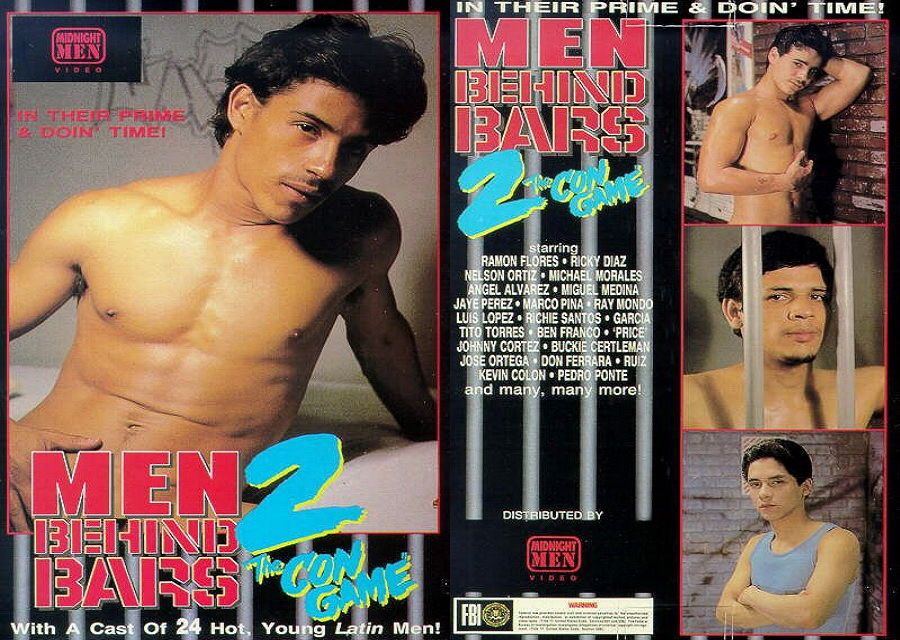 MIDNIGHT
MEN
VIDEO
IN THEIR PRIME
& DOIN' TIME!
MEN
BEHIND
BARS
2
"The CON
GAME"
With A Cast Of 24 Hot, Young Latin Men!
IN THEIR PRIME & DOIN' TIME!
MEN
BEHIND
BARS
2 "The CON
GAME"
starring
RAMON FLORES • RICKY DIAZ
NELSON ORTIZ • MICHAEL MORALES
ANGEL ALVAREZ • MIGUEL MEDINA
JAYE PEREZ • MARCO PINA • RAY MONDO
LUIS LOPEZ • RICHIE SANTOS • GARCIA
TITO TORRES • BEN FRANCO • 'PRICE'
JOHNNY CORTEZ • BUCKIE CERTLEMAN
JOSE ORTEGA • DON FERRARA • RUIZ
KEVIN COLON • PEDRO PONTE
and many, many more!
DISTRIBUTED BY
MIDNIGHT
MEN
VIDEO
FBI
WARNING